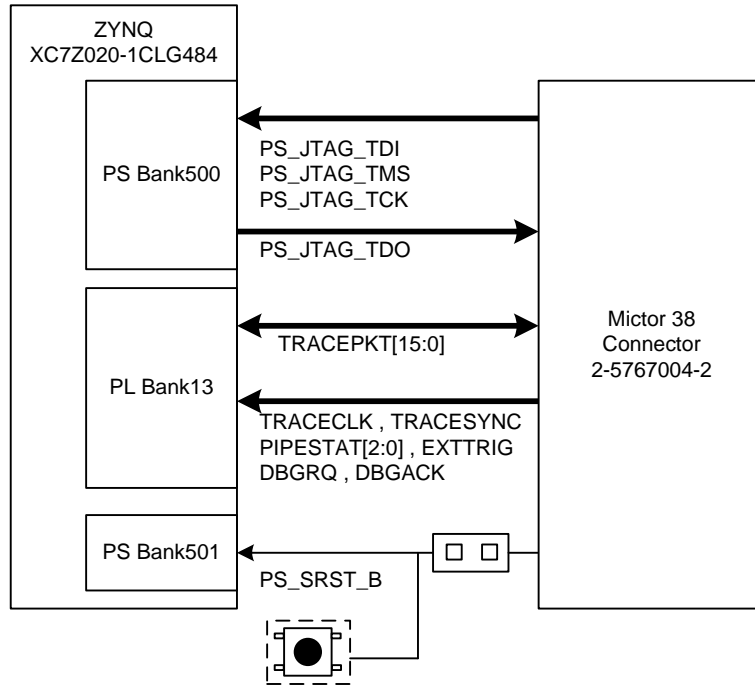 ZYNQ
XC7Z020-1CLG484
PS Bank500
PS_JTAG_TDI
PS_JTAG_TMS
PS_JTAG_TCK
PS_JTAG_TDO
PL Bank13
TRACEPKT[15:0]
TRACECLK , TRACESYNC
PIPESTAT[2:0] , EXTTRIG
DBGRQ , DBGACK
Mictor 38
Connector
2-5767004-2
PS Bank501
PS_SRST_B